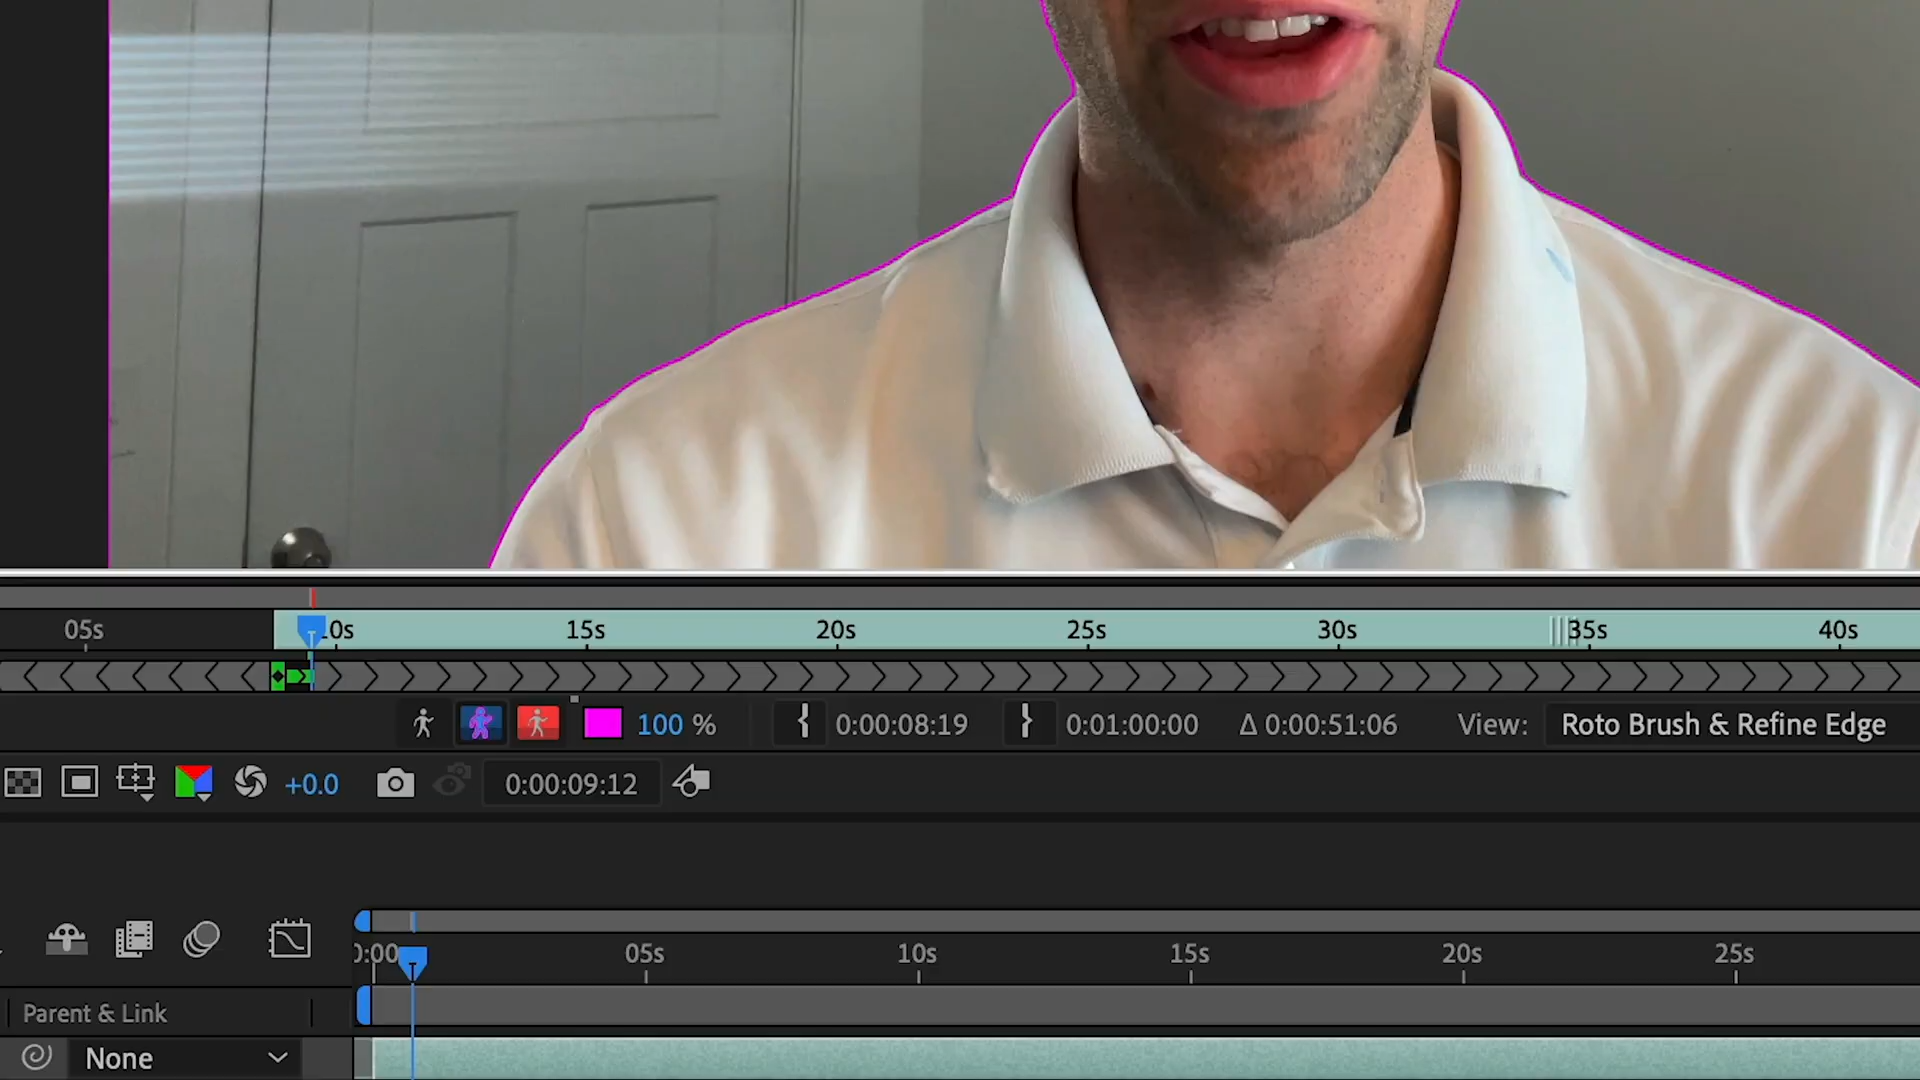 05s 10s 15s 20s 25s 30s 35s 40s
100 % { 0:00:08:19 } 0:01:00:00 Δ 0:00:51:06 View: Roto Brush & Refine Edge
+0.0 0:00:09:12
0:00 05s 10s 15s 20s 25s
Parent & Link
None